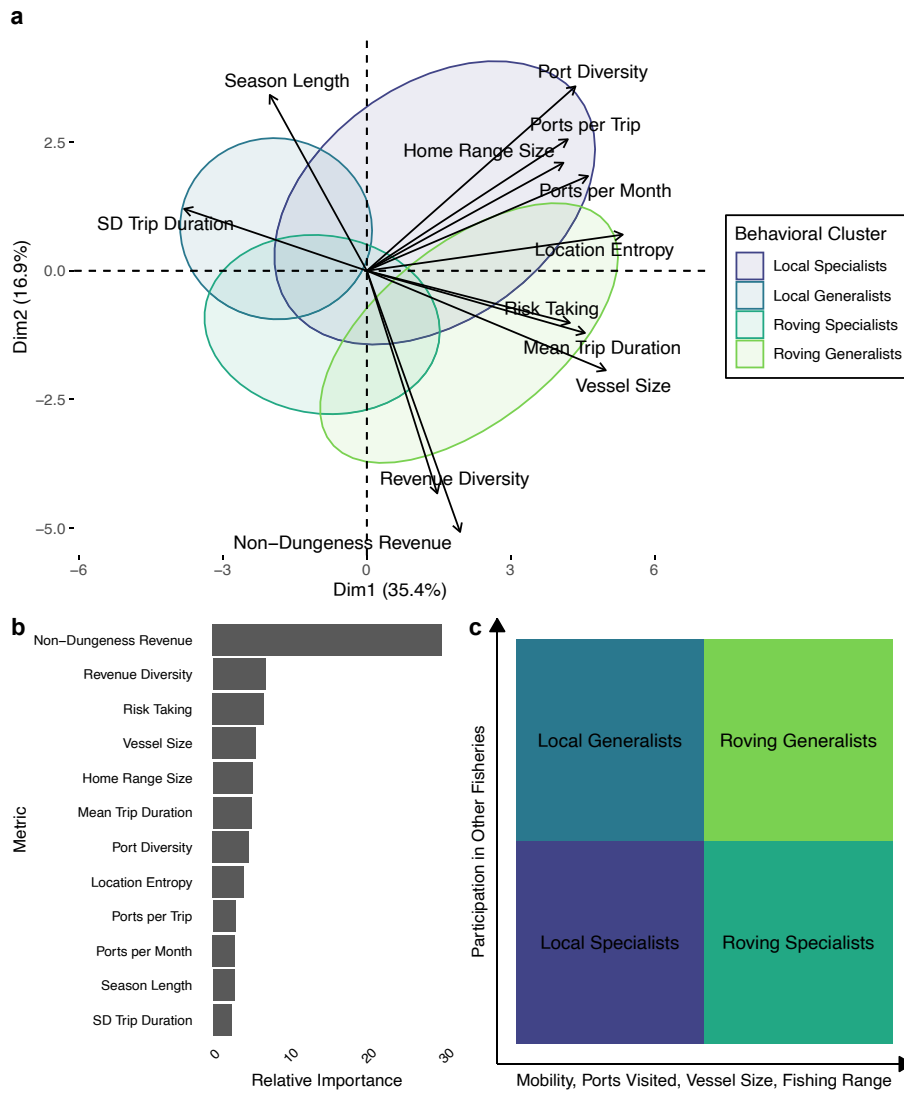 a
Season Length
Port Diversity
Ports per Trip
Home Range Size
Ports per Month
SD Trip Duration
Location Entropy
Risk Taking
Mean Trip Duration
Vessel Size
Revenue Diversity
Non−Dungeness Revenue
2.5
0.0
−2.5
−5.0
Dim2 (16.9%)
−6
−3
0
3
6
Dim1 (35.4%)
Behavioral Cluster
Local Specialists
Local Generalists
Roving Specialists
Roving Generalists
b
Non−Dungeness Revenue
Revenue Diversity
Risk Taking
Vessel Size
Home Range Size
Mean Trip Duration
Port Diversity
Location Entropy
Ports per Trip
Ports per Month
Season Length
SD Trip Duration
Metric
0
10
20
30
Relative Importance
c
Participation in Other Fisheries
Local Generalists
Roving Generalists
Local Specialists
Roving Specialists
Mobility, Ports Visited, Vessel Size, Fishing Range